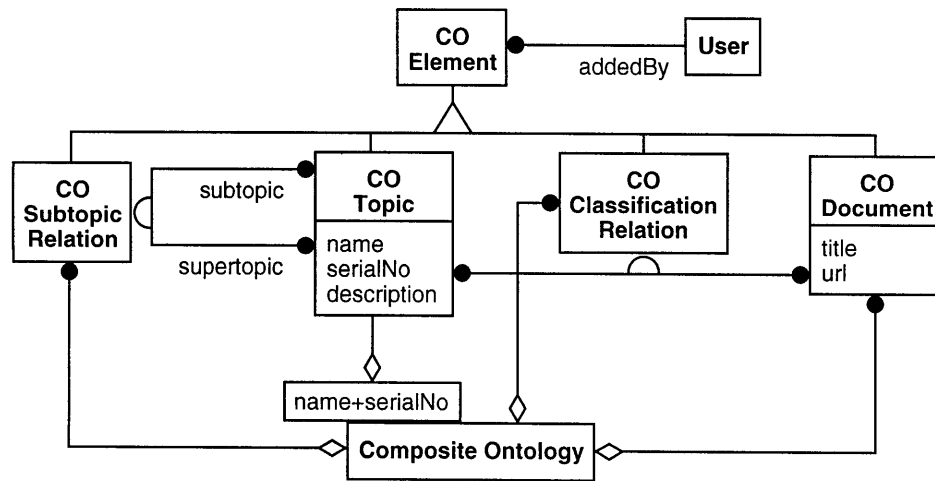 CO
Element
User
addedBy
CO
Subtopic
Relation
subtopic
supertopic
CO
Topic
name
serialNo
description
CO
Classification
Relation
CO
Document
title
url
name+serialNo
Composite Ontology